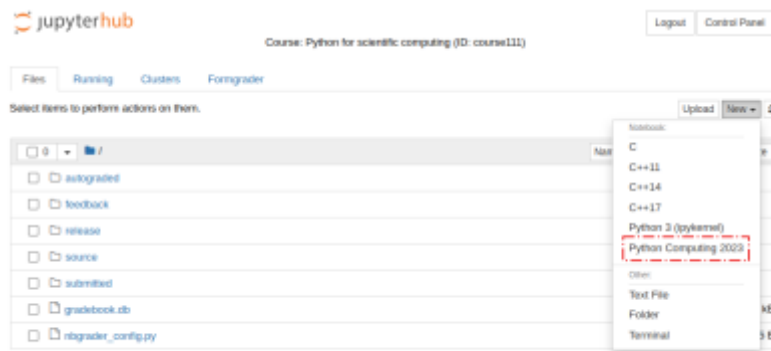 jupyterhub
Logout Control Panel
Course: Python for scientific computing (ID: course111)
Files Running Clusters Formgrader
Select items to perform actions on them.
Upload New
Notebook:
0 /
Nam
C
C++11
autograded
C++14
feedback
C++17
release
Python 3 (ipykernel)
source
Python Computing 2023
submitted
Other:
Text File
gradebook.db
Folder
nbgrader_config.py
Terminal